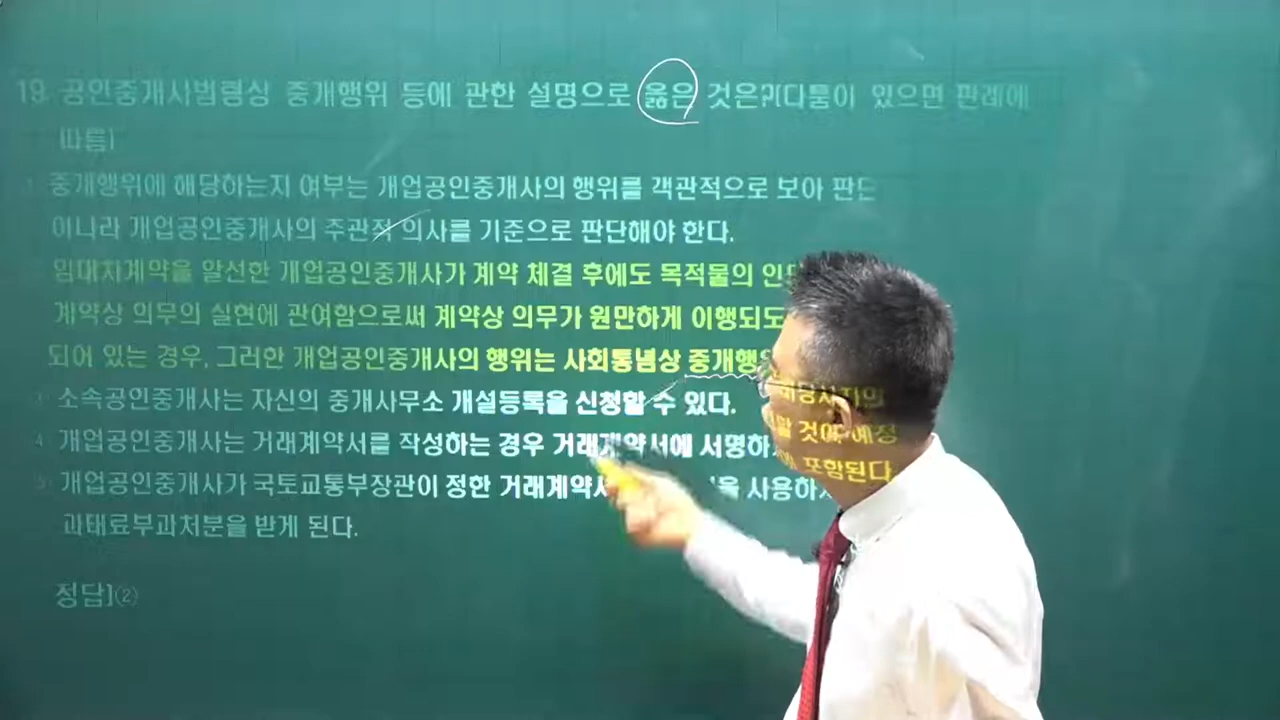 19. 공인중개사법령상 중개행위 등에 관한 설명으로 옳은 것은?(다툼이 있으면 판례에
따름)
중개행위에 해당하는지 여부는 개업공인중개사의 행위를 객관적으로 보아 판단
아니라 개업공인중개사의 주관적 의사를 기준으로 판단해야 한다.
임대차계약을 알선한 개업공인중개사가 계약 체결 후에도 목적물의
계약상 의무의 실현에 관여함으로써 계약상 의무가 원만하게 이행되도
되어 있는 경우, 그러한 개업공인중개사의 행위는 사회통념상 중개행
포함된다
소속공인중개사는 자신의 중개사무소 개설등록을 신청할 수 있다.
4 개업공인중개사는 거래계약서를 작성하는 경우 거래계약서에 서명하
개업공인중개사가 국토교통부장관이 정한 거래계약서 을 사용하
과태료부과처분을 받게 된다.
정답]②